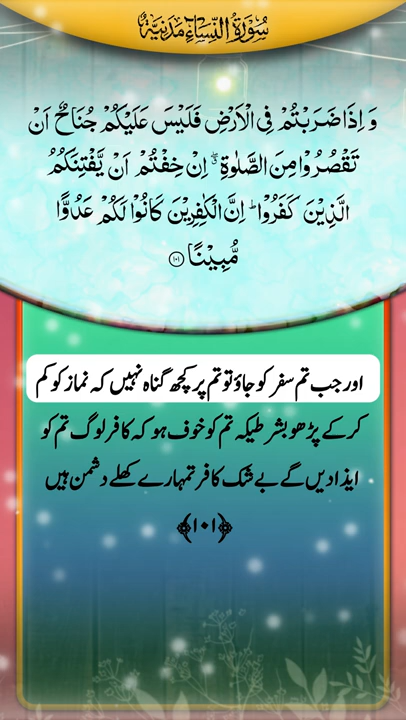 سُوْرَةُ النِّسَاءِ مَدَنِیَّةٌ
وَ اِذَا ضَرَبْتُمْ فِی الْاَرْضِ فَلَیْسَ عَلَیْكُمْ جُنَاحٌ اَنْ
تَقْصُرُوْا مِنَ الصَّلٰوةِ ۖۗ اِنْ خِفْتُمْ اَنْ یَّفْتِنَكُمُ
الَّذِیْنَ كَفَرُوْا ؕ اِنَّ الْكٰفِرِیْنَ كَانُوْا لَكُمْ عَدُوًّا
مُّبِیْنًا ۝۱۰۱
اور جب تم سفر کو جاؤ تو تم پر کچھ گناہ نہیں کہ نماز کو کم
کرکے پڑھو بشرطیکہ تم کو خوف ہو کہ کافر لوگ تم کو
ایذا دیں گے بے شک کافر تمہارے کھلے دشمن ہیں
﴿۱۰۱﴾